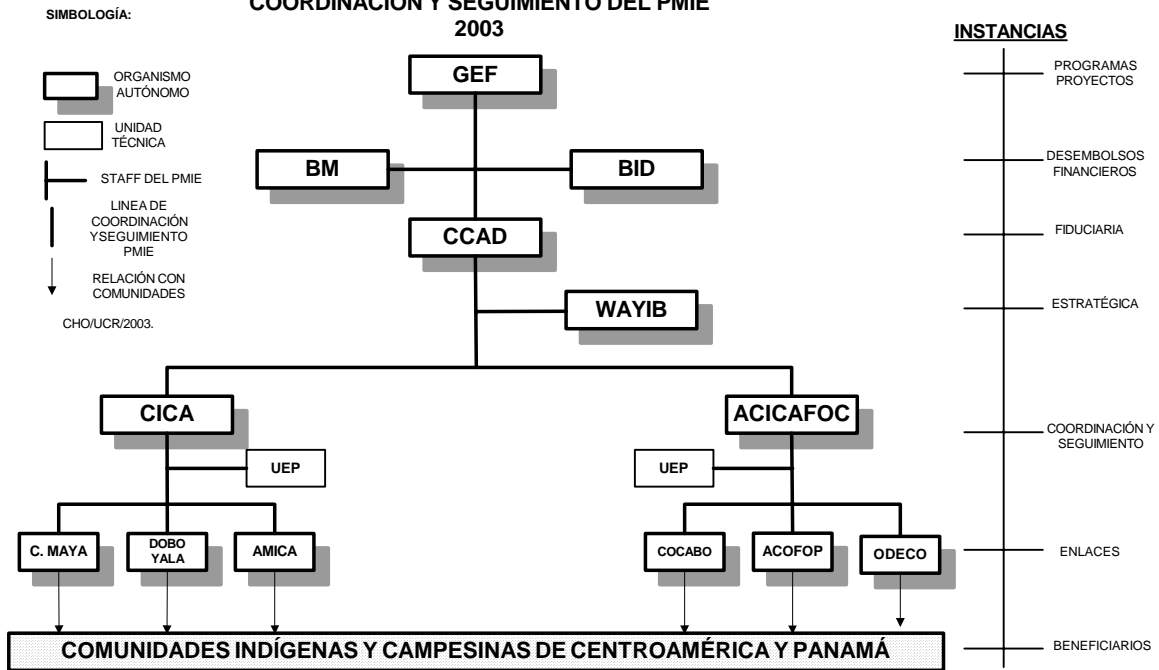 COORDINACIÓN Y SEGUIMIENTO DEL PMIE
2003
SIMBOLOGÍA:
ORGANISMO
AUTÓNOMO
UNIDAD
TÉCNICA
STAFF DEL PMIE
LINEA DE
COORDINACIÓN
YSEGUIMIENTO
PMIE
RELACIÓN CON
COMUNIDADES
CHO/UCR/2003.
GEF
BM
BID
CCAD
WAYIB
CICA
ACICAFOC
UEP
UEP
C. MAYA
DOBO
YALA
AMICA
COCABO
ACOFOP
ODECO
COMUNIDADES INDÍGENAS Y CAMPESINAS DE CENTROAMÉRICA Y PANAMÁ
INSTANCIAS
PROGRAMAS
PROYECTOS
DESEMBOLSOS
FINANCIEROS
FIDUCIARIA
ESTRATÉGICA
COORDINACIÓN Y
SEGUIMIENTO
ENLACES
BENEFICIARIOS